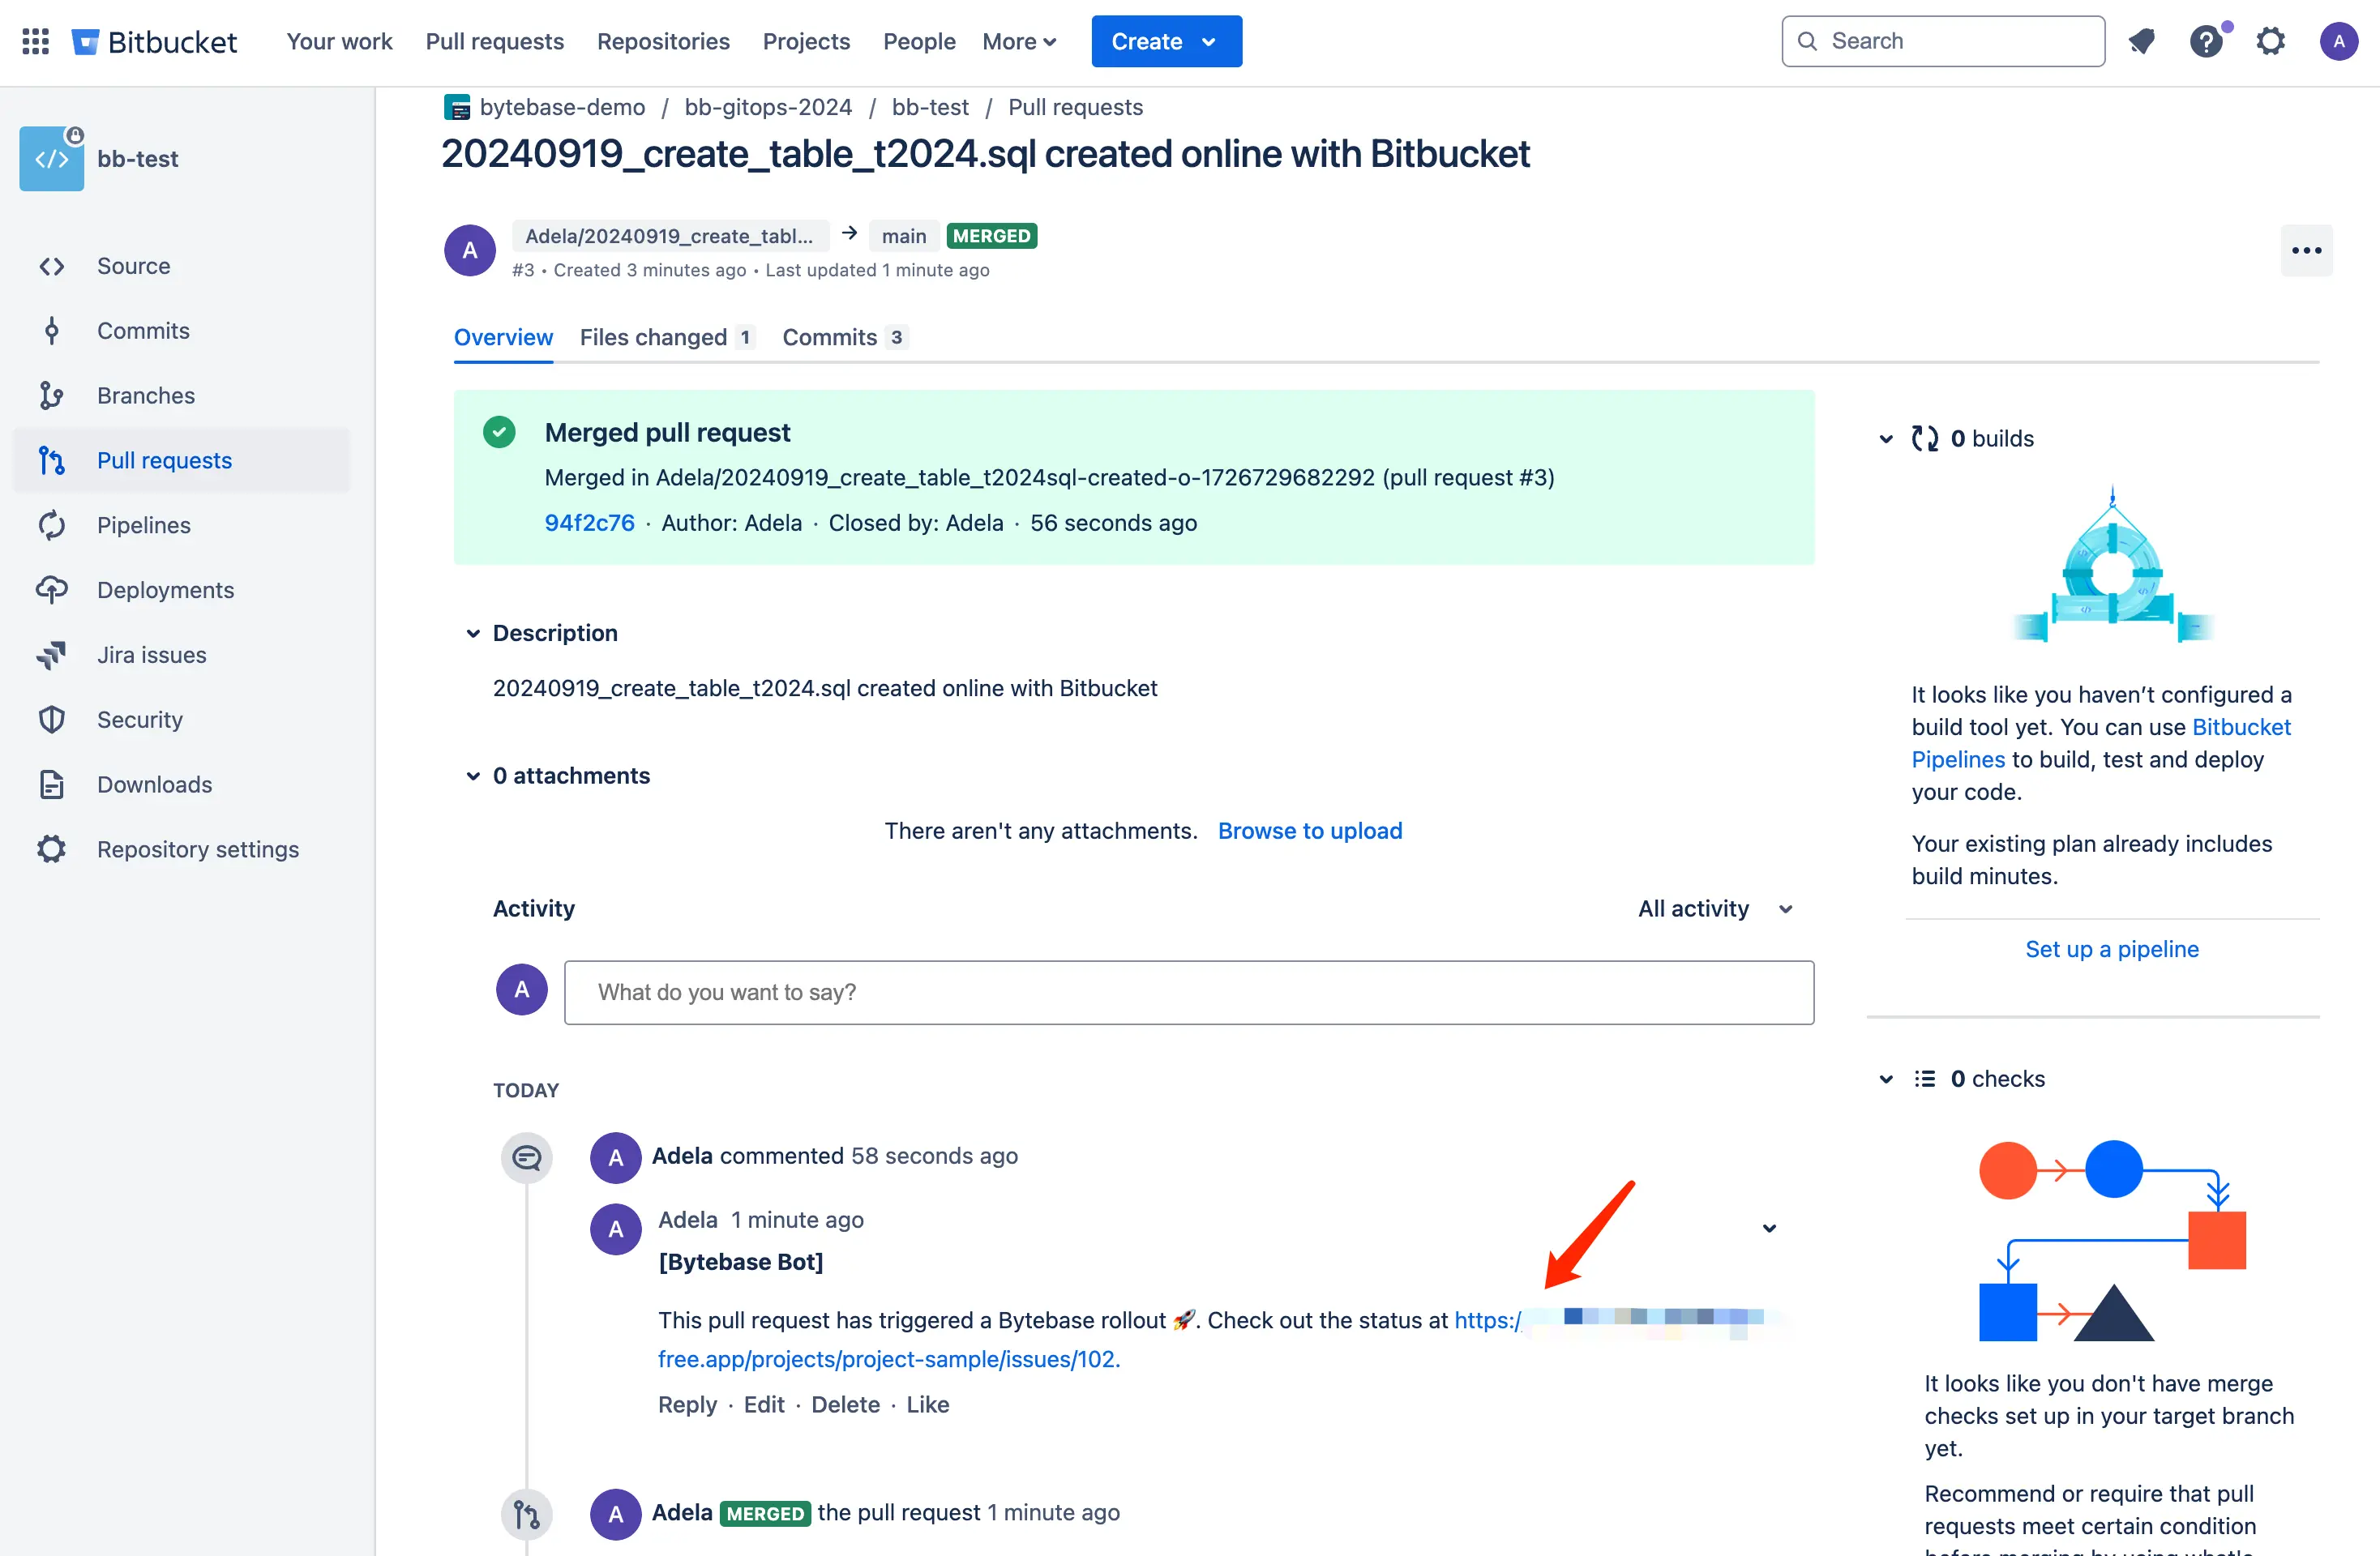 Bitbucket Your work Pull requests Repositories Projects People More Create Search A
bytebase-demo / bb-gitops-2024 / bb-test / Pull requests
20240919_create_table_t2024.sql created online with Bitbucket
bb-test
Source
Commits
Branches
Pull requests
Pipelines
Deployments
Jira issues
Security
Downloads
Repository settings
A Adela/20240919_create_tabl... → main MERGED
#3 • Created 3 minutes ago • Last updated 1 minute ago
Overview Files changed 1 Commits 3
Merged pull request
Merged in Adela/20240919_create_table_t2024sql-created-o-1726729682292 (pull request #3)
94f2c76 · Author: Adela · Closed by: Adela · 56 seconds ago
Description
20240919_create_table_t2024.sql created online with Bitbucket
0 attachments
There aren't any attachments. Browse to upload
Activity All activity
A What do you want to say?
TODAY
A Adela commented 58 seconds ago
A Adela 1 minute ago
[Bytebase Bot]
This pull request has triggered a Bytebase rollout 🚀. Check out the status at https:/
free.app/projects/project-sample/issues/102.
Reply · Edit · Delete · Like
A Adela MERGED the pull request 1 minute ago
0 builds
It looks like you haven’t configured a
build tool yet. You can use Bitbucket
Pipelines to build, test and deploy
your code.
Your existing plan already includes
build minutes.
Set up a pipeline
0 checks
It looks like you don't have merge
checks set up in your target branch
yet.
Recommend or require that pull
requests meet certain condition
before merging by using what's